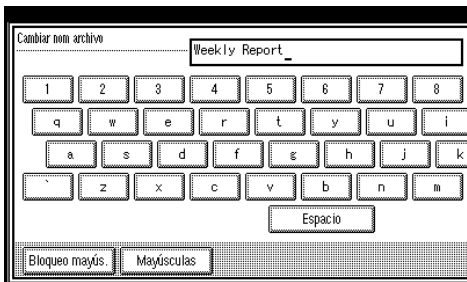 Cambiar nom archivo
Weekly Report_
1 2 3 4 5 6 7 8
q w e r t y u i
a s d f g h j k
` z x c v b n m
Espacio
Bloqueo mayús. Mayúsculas